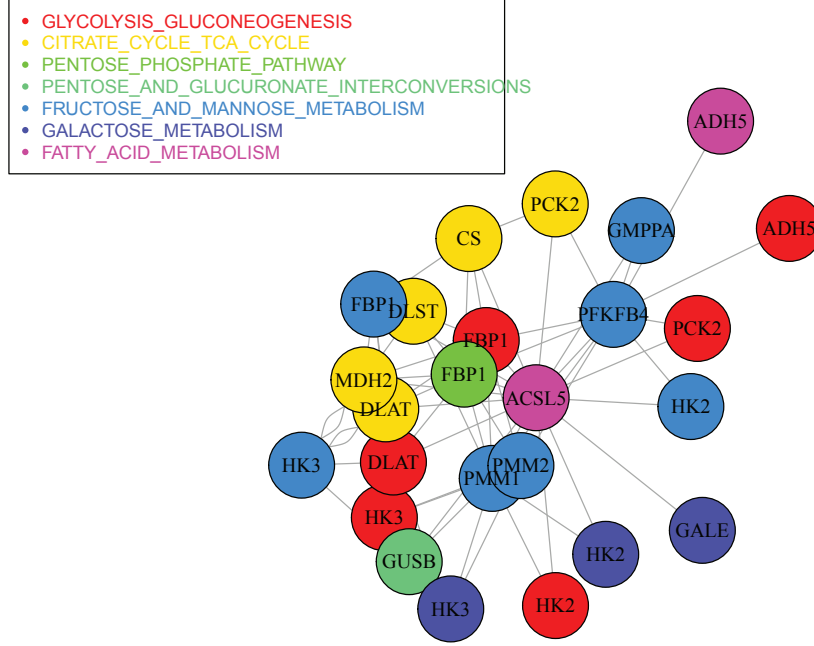 GLYCOLYSIS_GLUCONEOGENESIS
CITRATE_CYCLE_TCA_CYCLE
PENTOSE_PHOSPHATE_PATHWAY
PENTOSE_AND_GLUCURONATE_INTERCONVERSIONS
FRUCTOSE_AND_MANNOSE_METABOLISM
GALACTOSE_METABOLISM
FATTY_ACID_METABOLISM
ADH5
PCK2
GMPPA
ADH5
CS
FBP1
DLST
PFKFB4
PCK2
FBP1
FBP1
MDH2
ACSL5
HK2
DLAT
HK3
DLAT
PMM1
PMM2
HK3
GALE
GUSB
HK2
HK3
HK2